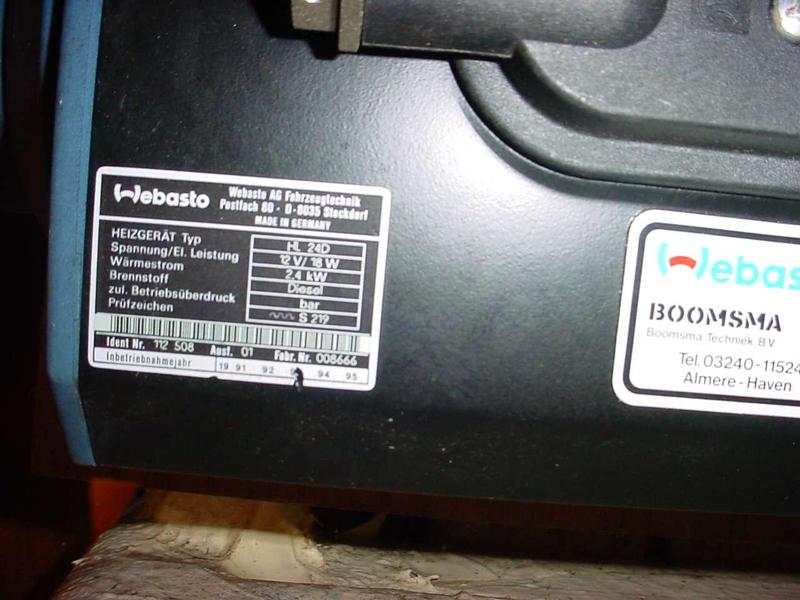 Webasto
Webasto AG Fahrzeugtechnik
Postfach 80 - D-8035 Stockdorf
MADE IN GERMANY
HEIZGERÄT Typ HL 24D
Spannung/El. Leistung 12 V/ 18 W
Wärmestrom 2,4 kW
Brennstoff Diesel
zul. Betriebsüberdruck bar
Prüfzeichen S 219
Ident Nr. 112 508 Ausf. 01 Fabr. Nr. 008666
Inbetriebnahmejahr 19 91 92 94 95
Webasto
BOOMSMA
Boomsma Techniek B.V
Tel. 03240-11524
Almere-Haven